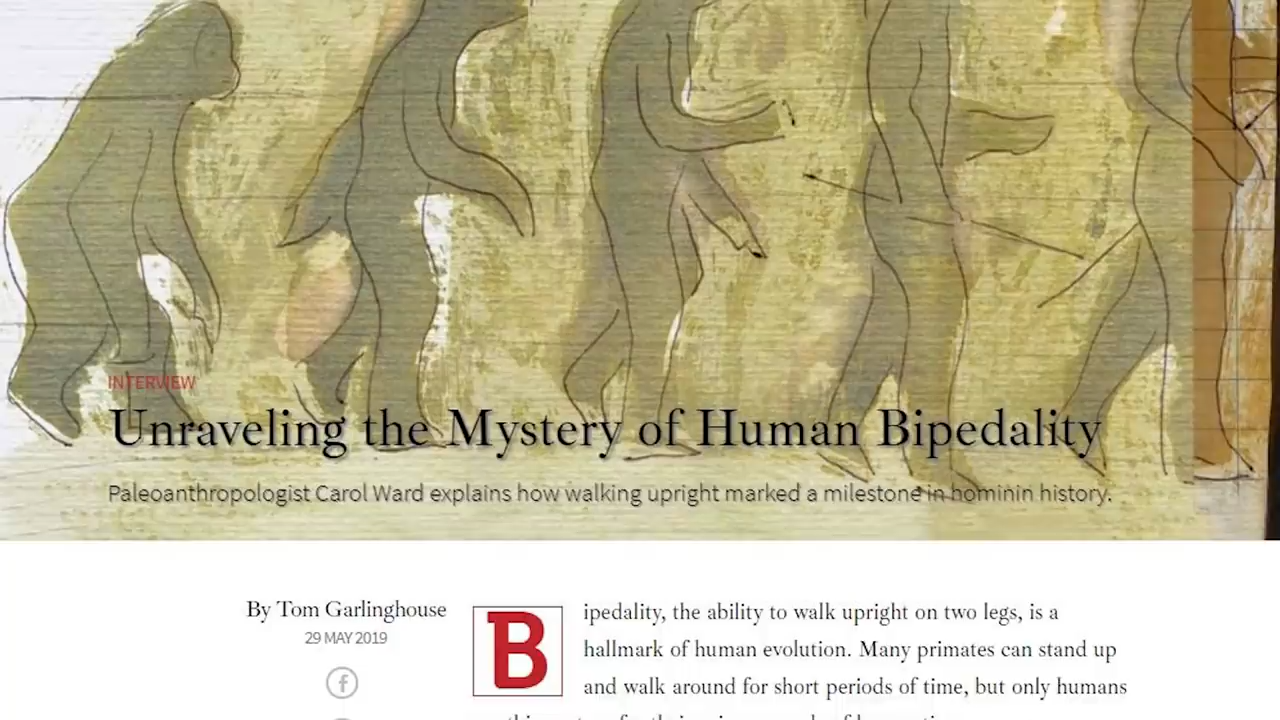 INTERVIEW
Unraveling the Mystery of Human Bipedality
Paleoanthropologist Carol Ward explains how walking upright marked a milestone in hominin history.
By Tom Garlinghouse
29 MAY 2019
Bipedality, the ability to walk upright on two legs, is a
hallmark of human evolution. Many primates can stand up
and walk around for short periods of time, but only humans